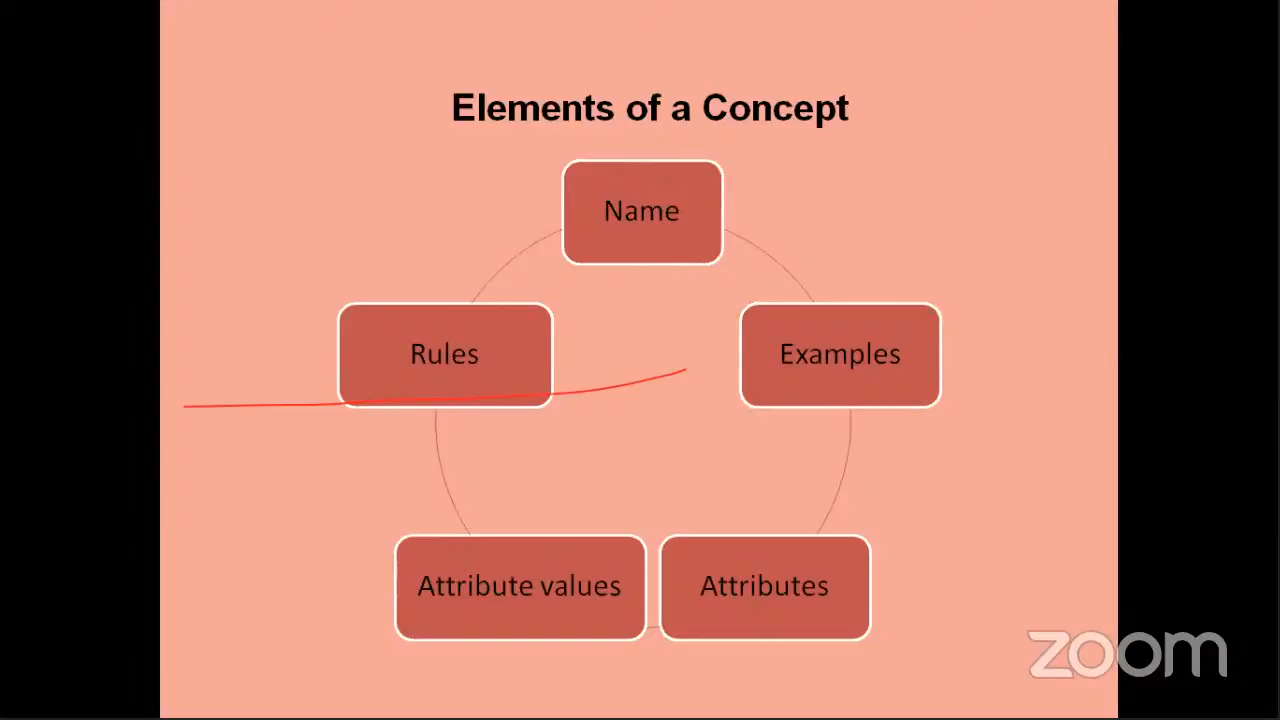 Elements of a Concept
Name
Rules
Examples
Attribute values
Attributes
zoom